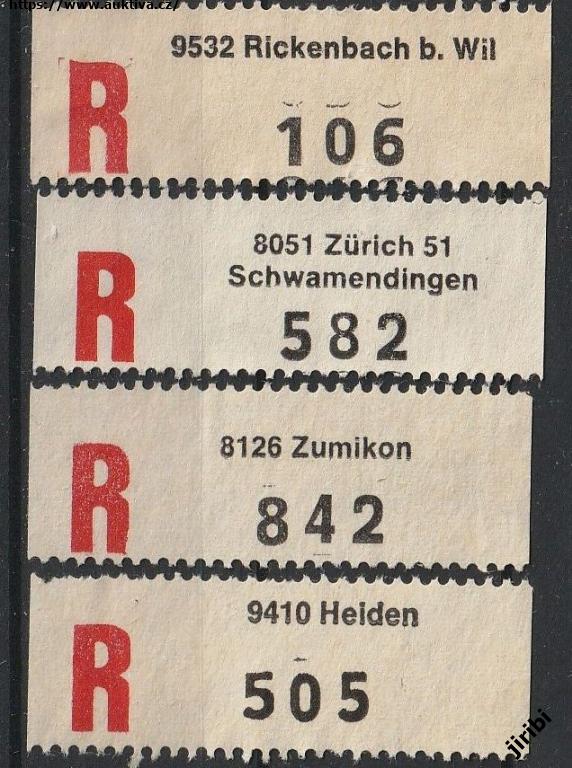 https://www.auktiva.cz/
9532 Rickenbach b. Wil
R
106
8051 Zürich 51
Schwamendingen
R
582
8126 Zumikon
R
842
9410 Heiden
R
505
jiribi